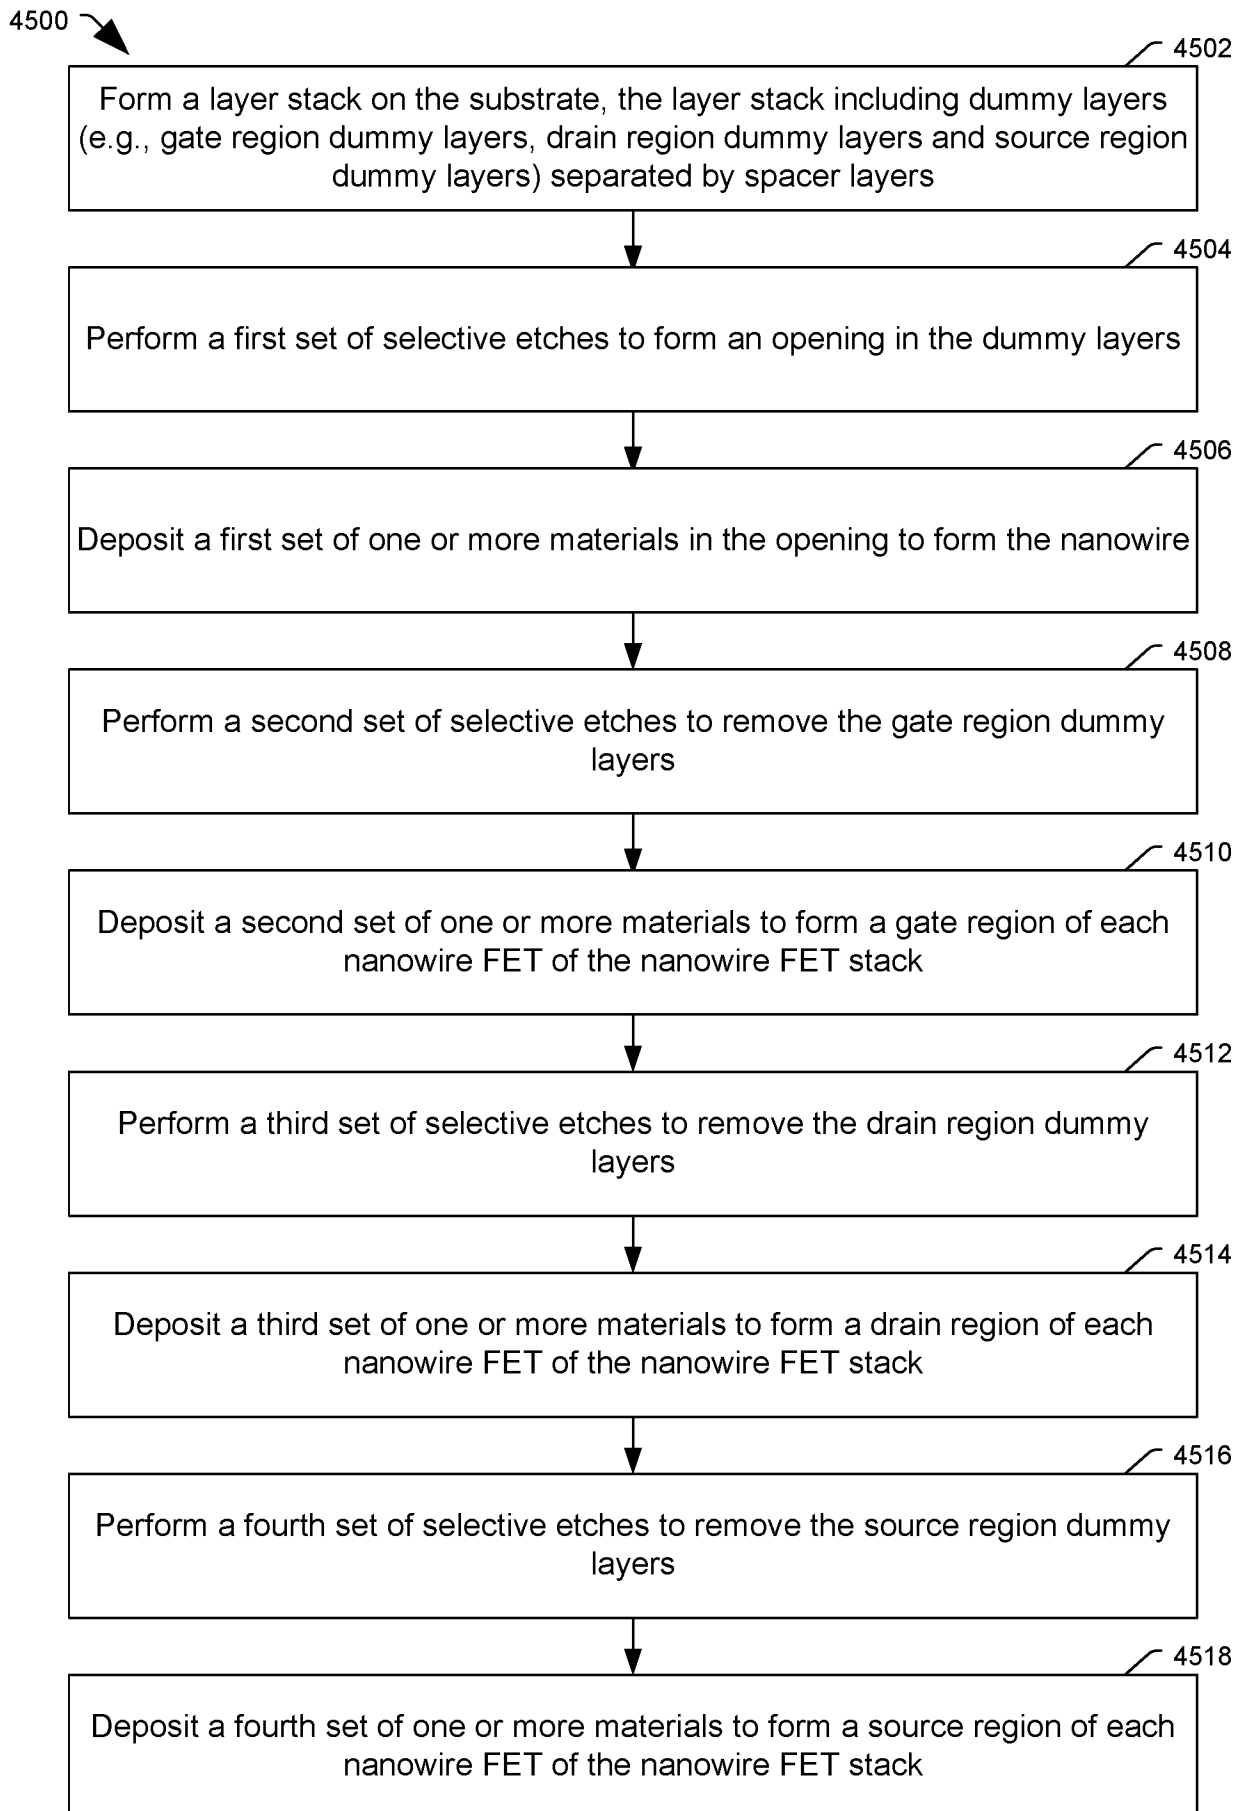 4500
4502
Form a layer stack on the substrate, the layer stack including dummy layers
(e.g., gate region dummy layers, drain region dummy layers and source region
dummy layers) separated by spacer layers
4504
Perform a first set of selective etches to form an opening in the dummy layers
4506
Deposit a first set of one or more materials in the opening to form the nanowire
4508
Perform a second set of selective etches to remove the gate region dummy
layers
4510
Deposit a second set of one or more materials to form a gate region of each
nanowire FET of the nanowire FET stack
4512
Perform a third set of selective etches to remove the drain region dummy
layers
4514
Deposit a third set of one or more materials to form a drain region of each
nanowire FET of the nanowire FET stack
4516
Perform a fourth set of selective etches to remove the source region dummy
layers
4518
Deposit a fourth set of one or more materials to form a source region of each
nanowire FET of the nanowire FET stack